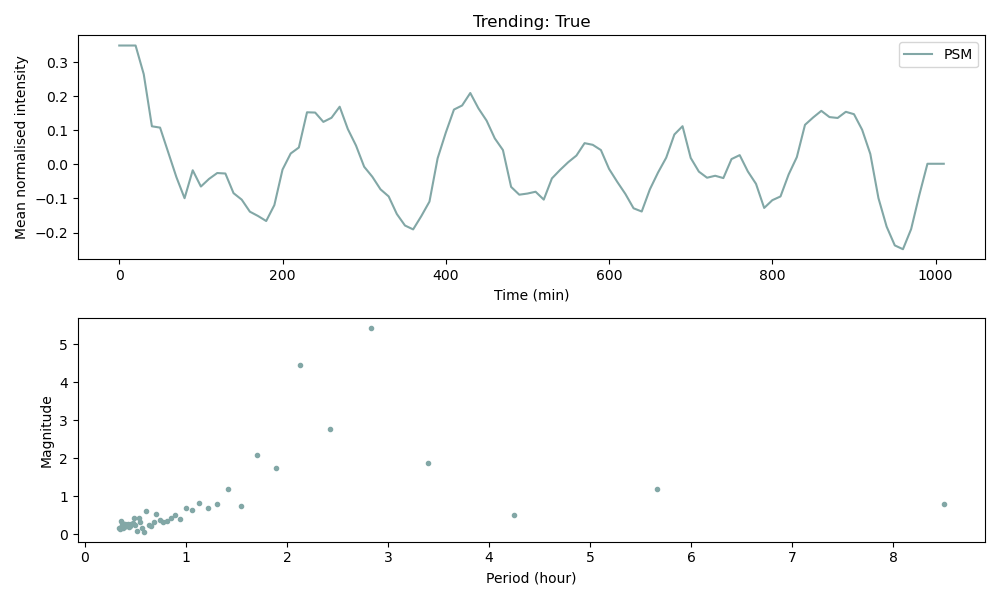 Trending: True
Mean normalised intensity
0.3
0.2
0.1
0.0
−0.1
−0.2
PSM
0 200 400 600 800 1000
Time (min)
Magnitude
5
4
3
2
1
0
0 1 2 3 4 5 6 7 8
Period (hour)